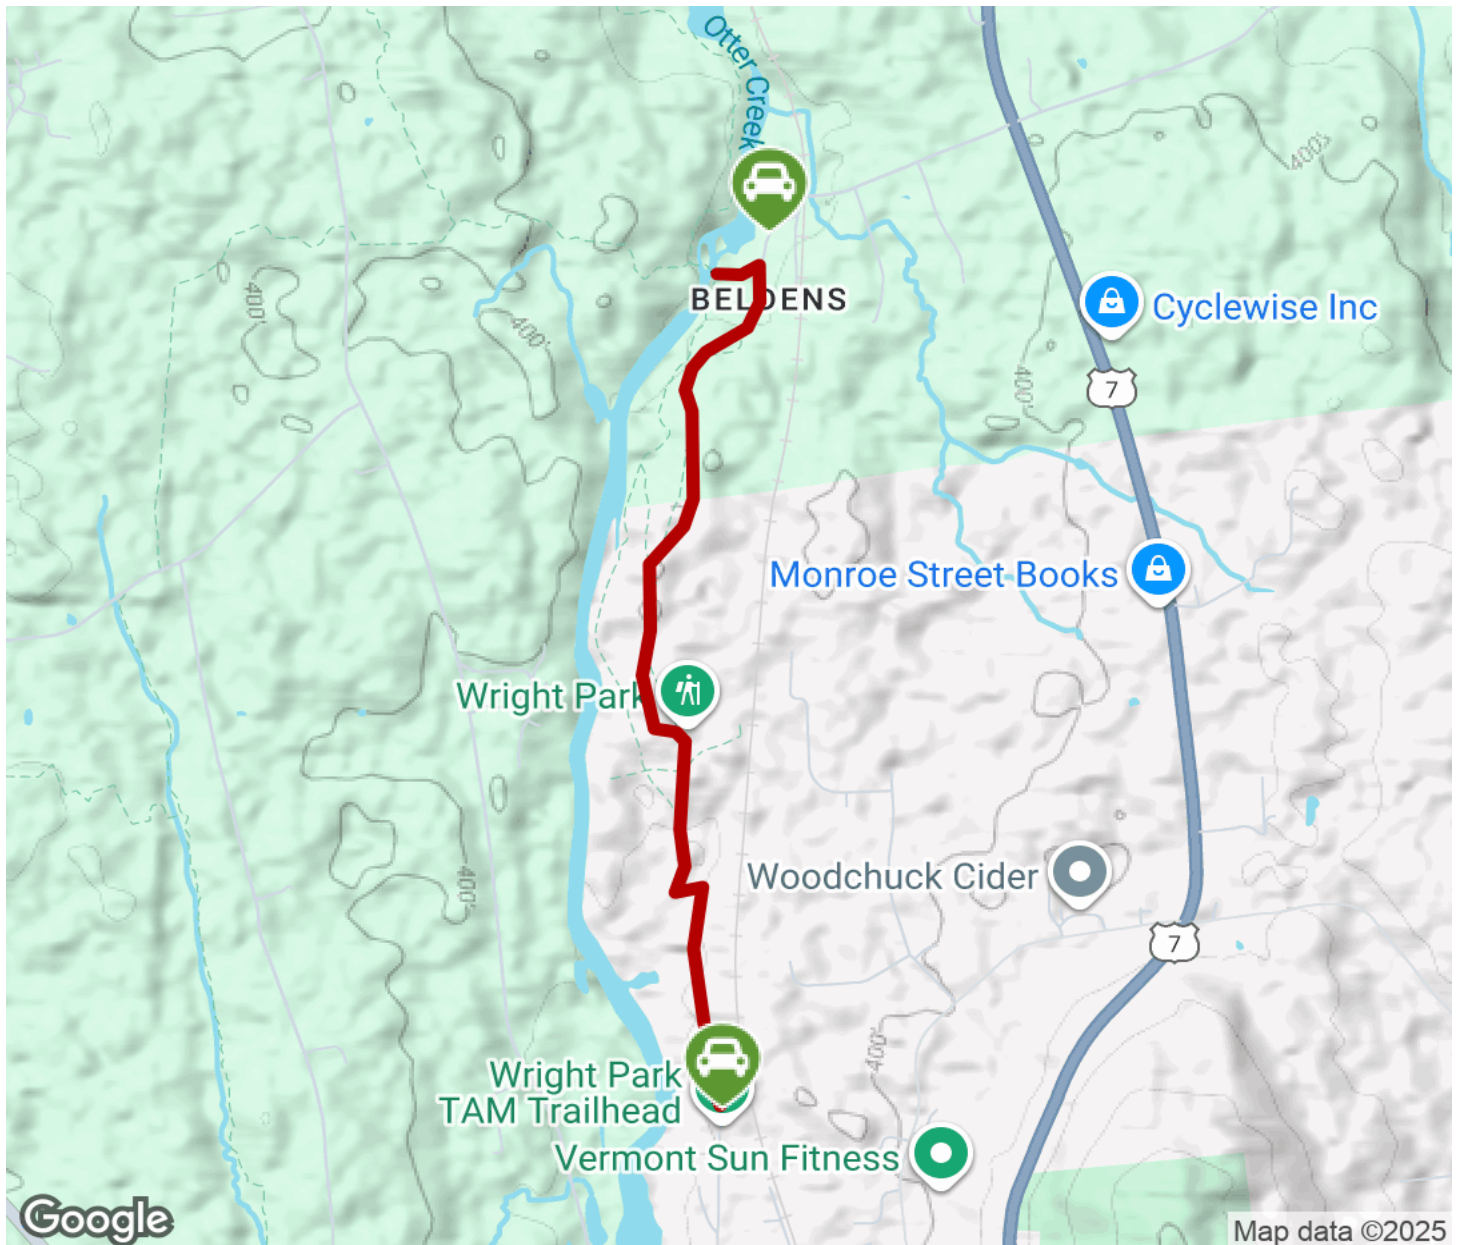 Otter Creek
400'
BELDENS
400'
400'
Cyclewise Inc
400'
7
Monroe Street Books
Wright Park
Woodchuck Cider
400'
7
400'
Wright Park
TAM Trailhead
Vermont Sun Fitness
Google
Map data ©2025